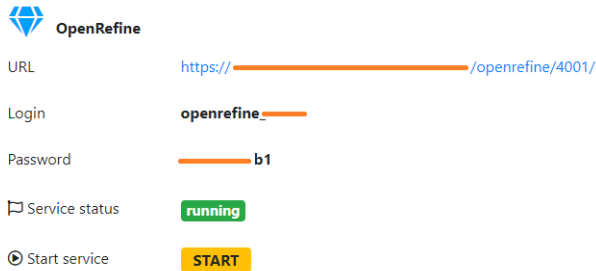 OpenRefine
URL https:// /openrefine/4001/
Login openrefine_
Password b1
Service status running
Start service START